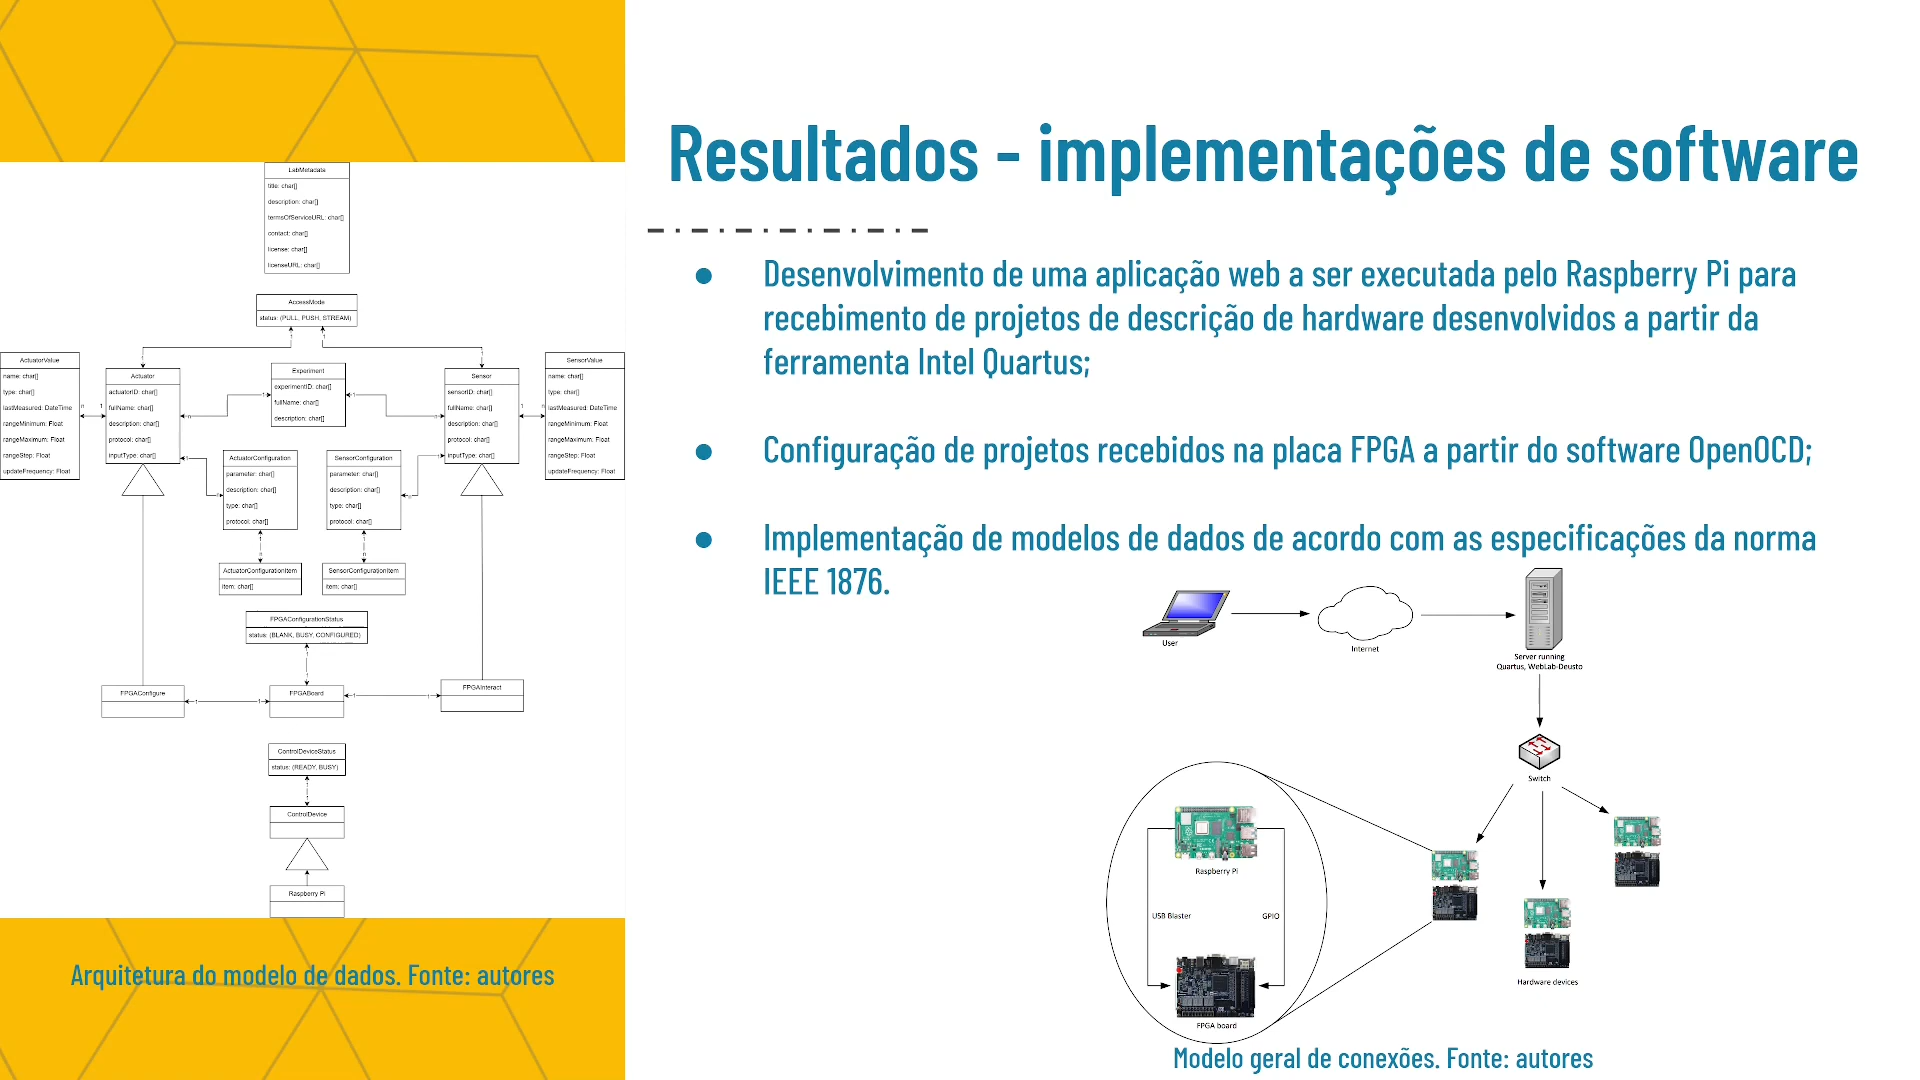 Resultados - implementações de software
● Desenvolvimento de uma aplicação web a ser executada pelo Raspberry Pi para
recebimento de projetos de descrição de hardware desenvolvidos a partir da
ferramenta Intel Quartus;
● Configuração de projetos recebidos na placa FPGA a partir do software OpenOCD;
● Implementação de modelos de dados de acordo com as especificações da norma
IEEE 1876.
LabMetadata
title: char[]
description: char[]
termsOfServiceURL: char[]
contact: char[]
license: char[]
licenseURL: char[]
AccessMode
status: (PULL, PUSH, STREAM)
ActuatorValue
name: char[]
type: char[]
lastMeasured: DateTime
rangeMinimum: Float
rangeMaximum: Float
rangeStep: Float
updateFrequency: Float
Actuator
actuatorID: char[]
fullName: char[]
description: char[]
protocol: char[]
inputType: char[]
Experiment
experimentID: char[]
fullName: char[]
description: char[]
Sensor
sensorID: char[]
fullName: char[]
description: char[]
protocol: char[]
inputType: char[]
SensorValue
name: char[]
type: char[]
lastMeasured: DateTime
rangeMinimum: Float
rangeMaximum: Float
rangeStep: Float
updateFrequency: Float
ActuatorConfiguration
parameter: char[]
description: char[]
type: char[]
protocol: char[]
SensorConfiguration
parameter: char[]
description: char[]
type: char[]
protocol: char[]
ActuatorConfigurationItem
item: char[]
SensorConfigurationItem
item: char[]
FPGAConfigurationStatus
status: (BLANK, BUSY, CONFIGURED)
FPGAConfigure
FPGABoard
FPGAInteract
ControlDeviceStatus
status: (READY, BUSY)
ControlDevice
Raspberry Pi
Arquitetura do modelo de dados. Fonte: autores
User
Internet
Server running
Quartus, WebLab-Deusto
Switch
Raspberry Pi
USB Blaster
GPIO
FPGA board
Hardware devices
Modelo geral de conexões. Fonte: autores